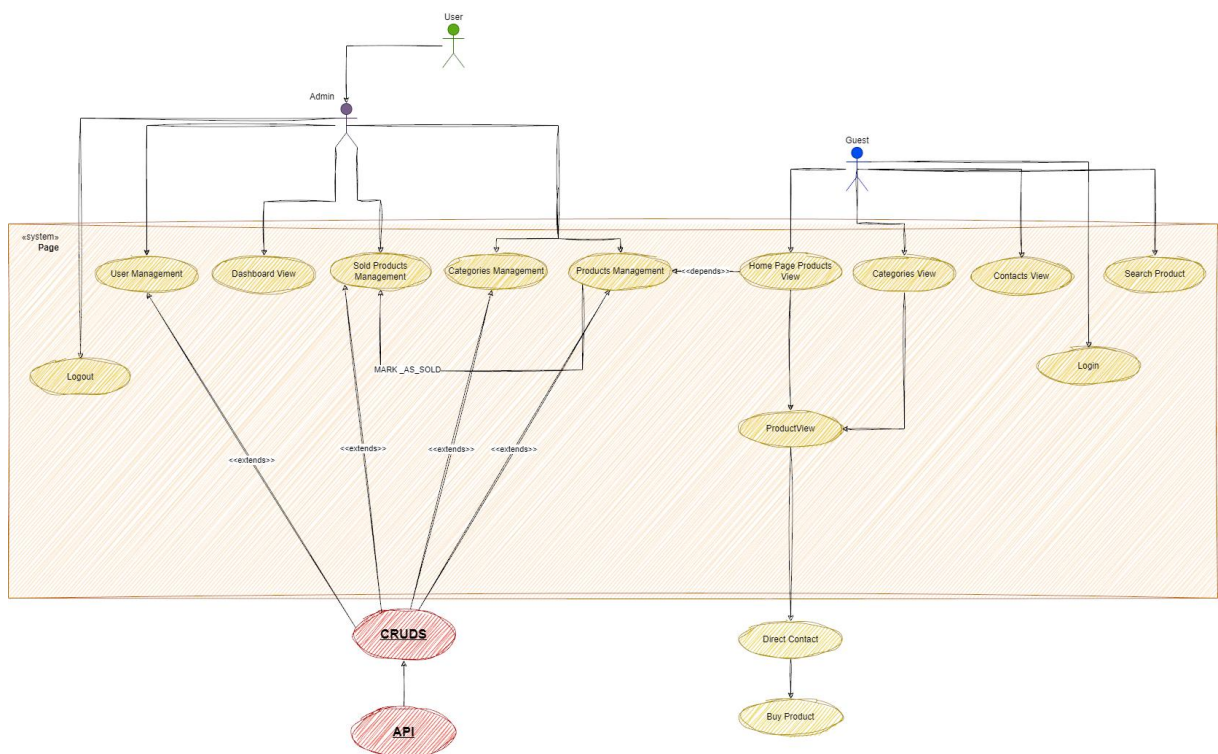 User
Admin
Guest
«system»
Page
User Management
Dashboard View
Sold Products
Management
Categories Management
Products Management
<<depends>>
Home Page Products
View
Categories View
Contacts View
Search Product
Logout
MARK _AS_SOLD
Login
ProductView
<<extends>>
<<extends>>
<<extends>>
<<extends>>
CRUDS
Direct Contact
API
Buy Product